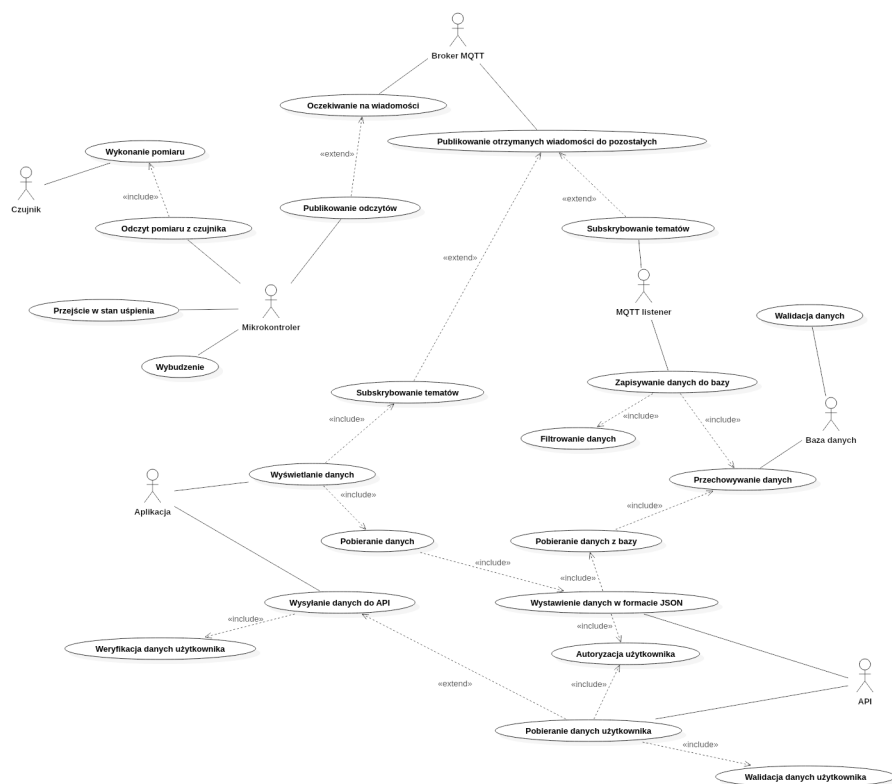 Broker MQTT
Oczekiwanie na wiadomości
Publikowanie otrzymanych wiadomości do pozostałych
Wykonanie pomiaru
«extend»
Czujnik
«include»
«extend»
Publikowanie odczytów
Odczyt pomiaru z czujnika
Subskrybowanie tematów
«extend»
Przejście w stan uśpienia
MQTT listener
Walidacja danych
Mikrokontroler
Wybudzenie
Zapisywanie danych do bazy
Subskrybowanie tematów
«include»
«include»
«include»
Filtrowanie danych
Baza danych
Wyświetlanie danych
Przechowywanie danych
«include»
«include»
Aplikacja
Pobieranie danych
Pobieranie danych z bazy
«include»
«include»
Wysyłanie danych do API
Wystawienie danych w formacie JSON
«include»
«include»
Weryfikacja danych użytkownika
Autoryzacja użytkownika
«extend»
«include»
API
Pobieranie danych użytkownika
«include»
Walidacja danych użytkownika